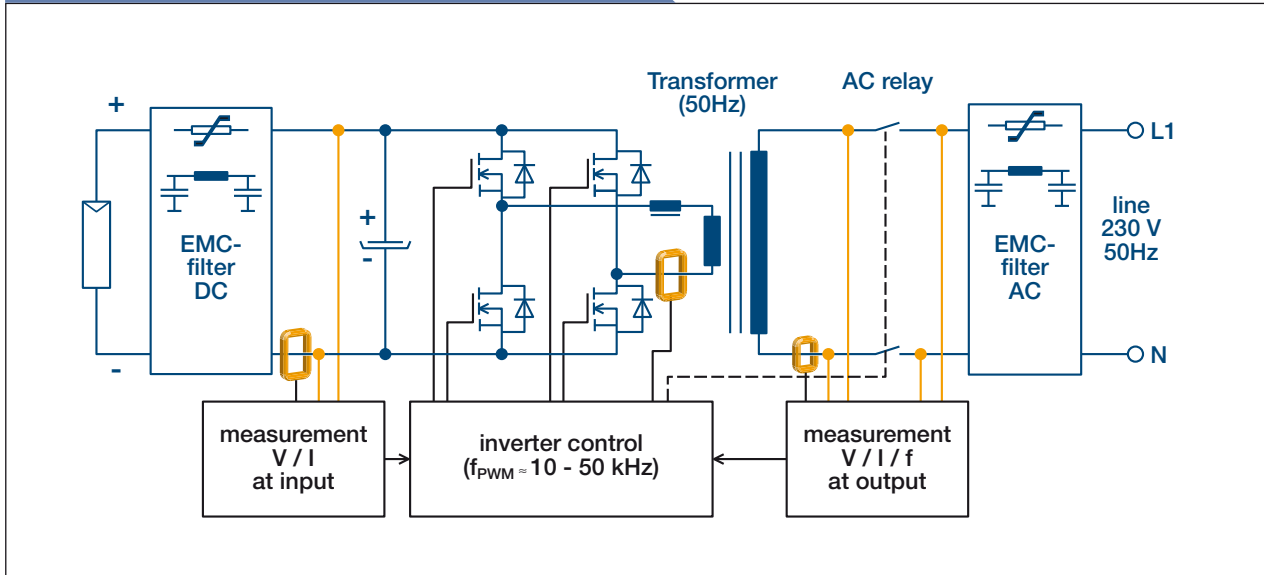 Transformer
(50Hz)
AC relay
+
-
EMC-
filter
DC
+
-
EMC-
filter
AC
L1
line
230 V
50Hz
N
measurement
V / I
at input
inverter control
(fPWM ≈ 10 - 50 kHz)
measurement
V / I / f
at output